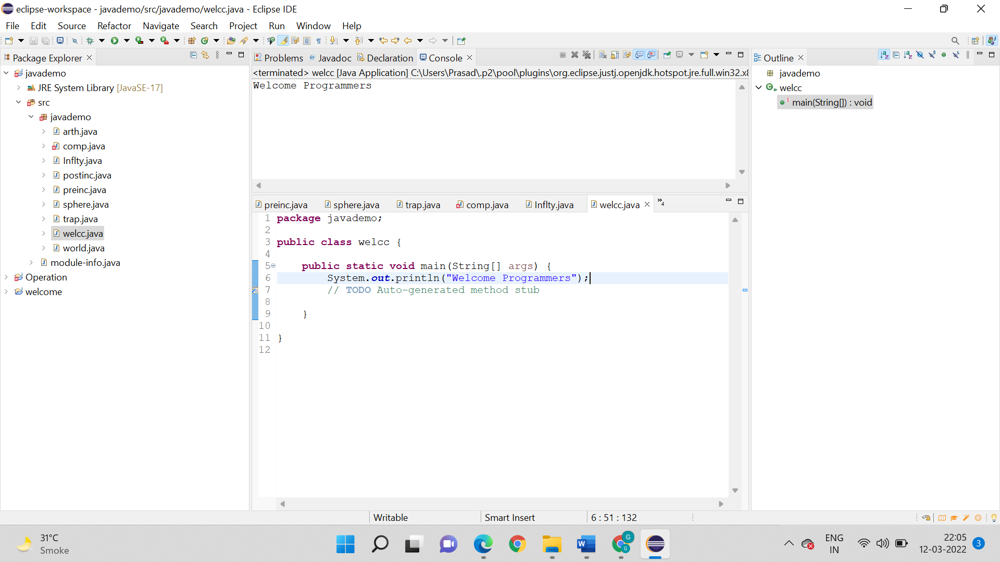 eclipse-workspace - javademo/src/javademo/welcc.java - Eclipse IDE
File Edit Source Refactor Navigate Search Project Run Window Help
Package Explorer
javademo
JRE System Library [JavaSE-17]
src
javademo
arth.java
comp.java
Inflty.java
postinc.java
preinc.java
sphere.java
trap.java
welcc.java
world.java
module-info.java
Operation
welcome
Problems @ Javadoc Declaration Console
<terminated> welcc [Java Application] C:\Users\Prasad\.p2\pool\plugins\org.eclipse.justj.openjdk.hotspot.jre.full.win32.x8
Welcome Programmers
preinc.java sphere.java trap.java comp.java Inflty.java welcc.java »4
1 package javademo;
2
3 public class welcc {
4
5 public static void main(String[] args) {
6 System.out.println("Welcome Programmers");
7 // TODO Auto-generated method stub
8
9 }
10
11 }
12
Outline
javademo
welcc
main(String[]) : void
Writable Smart Insert 6 : 51 : 132
31°C
Smoke
ENG
IN
22:05
12-03-2022
3